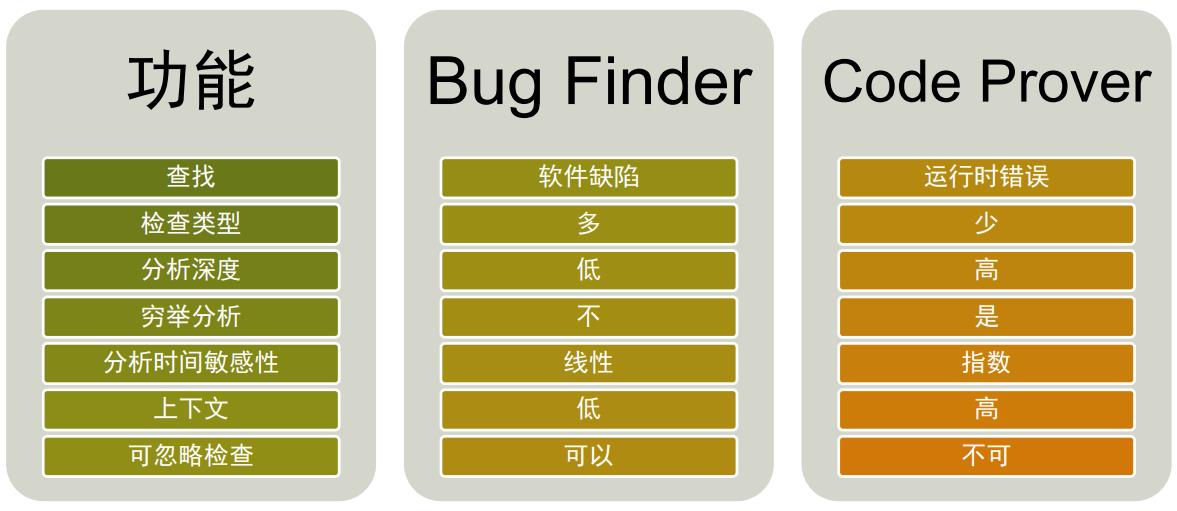 功能
查找
检查类型
分析深度
穷举分析
分析时间敏感性
上下文
可忽略检查
Bug Finder
软件缺陷
多
低
不
线性
低
可以
Code Prover
运行时错误
少
高
是
指数
高
不可